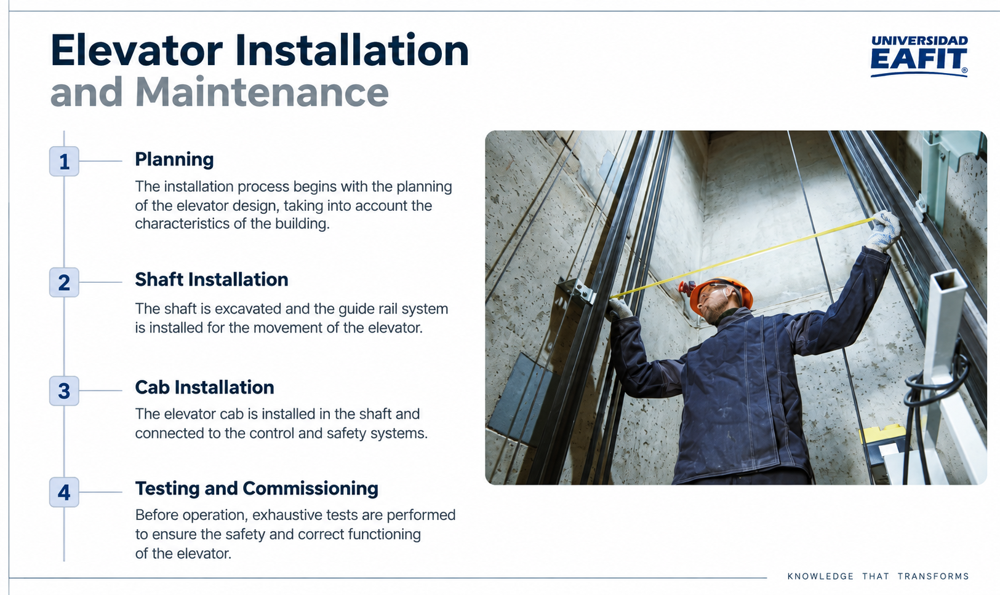 Elevator Installation
and Maintenance
UNIVERSIDAD
EAFIT®
1
Planning
The installation process begins with the planning
of the elevator design, taking into account the
characteristics of the building.
2
Shaft Installation
The shaft is excavated and the guide rail system
is installed for the movement of the elevator.
3
Cab Installation
The elevator cab is installed in the shaft and
connected to the control and safety systems.
4
Testing and Commissioning
Before operation, exhaustive tests are performed
to ensure the safety and correct functioning
of the elevator.
KNOWLEDGE THAT TRANSFORMS